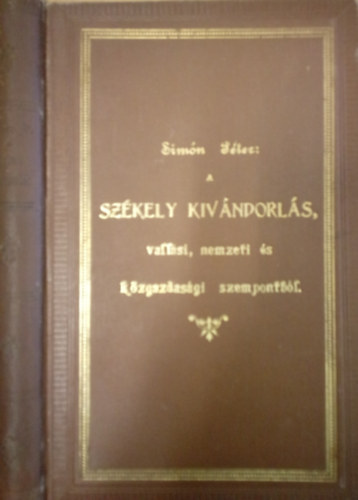 Simón Péter:
A
SZÉKELY KIVÁNDORLÁS,
vallási, nemzeti és
közgazdasági szempontból.